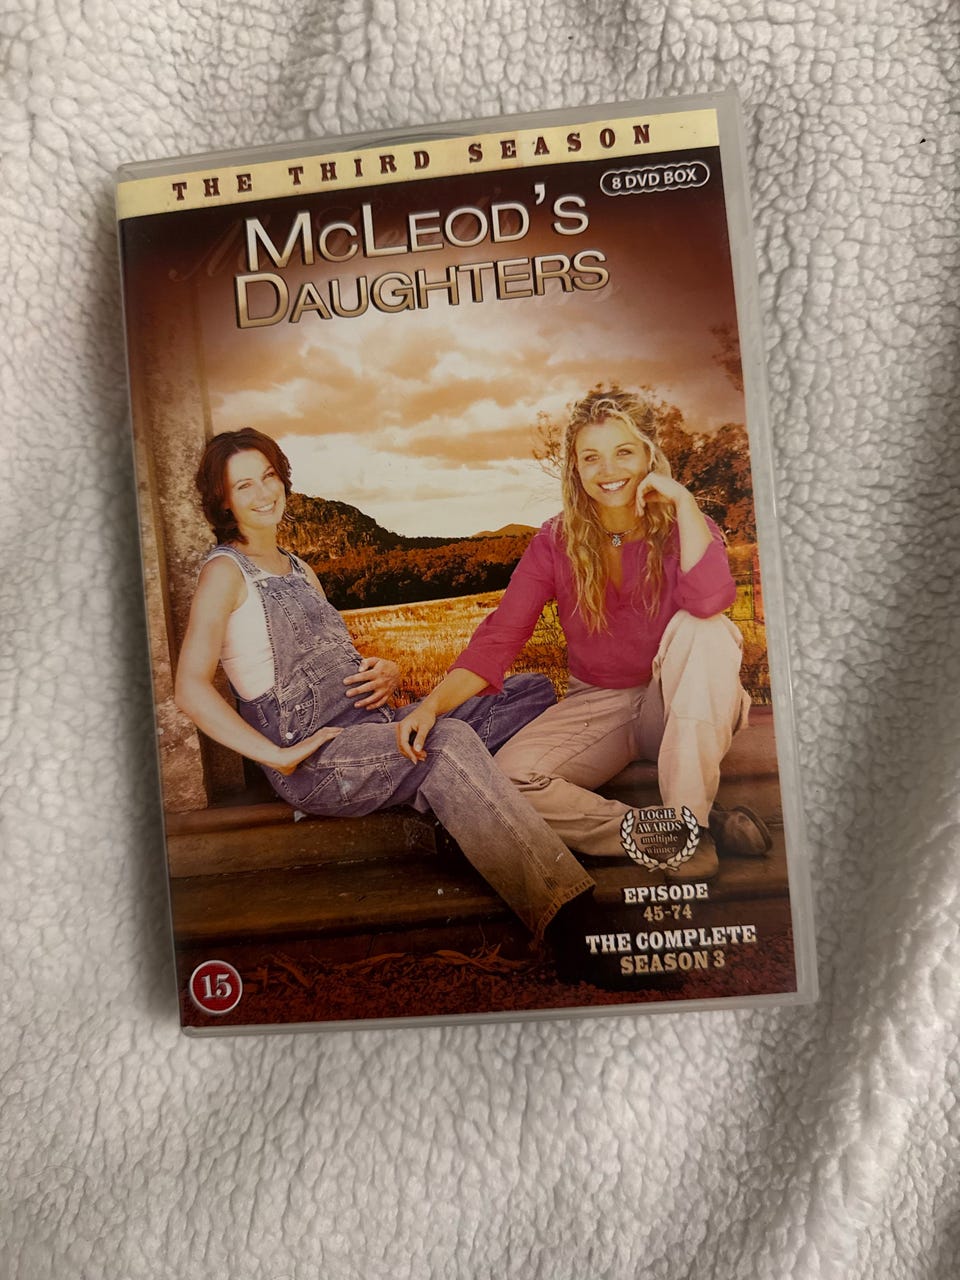 THE THIRD SEASON
8 DVD BOX
McLEOD'S
DAUGHTERS
LOGIE
AWARDS
multiple
winner
EPISODE
45-74
THE COMPLETE
SEASON 3
15